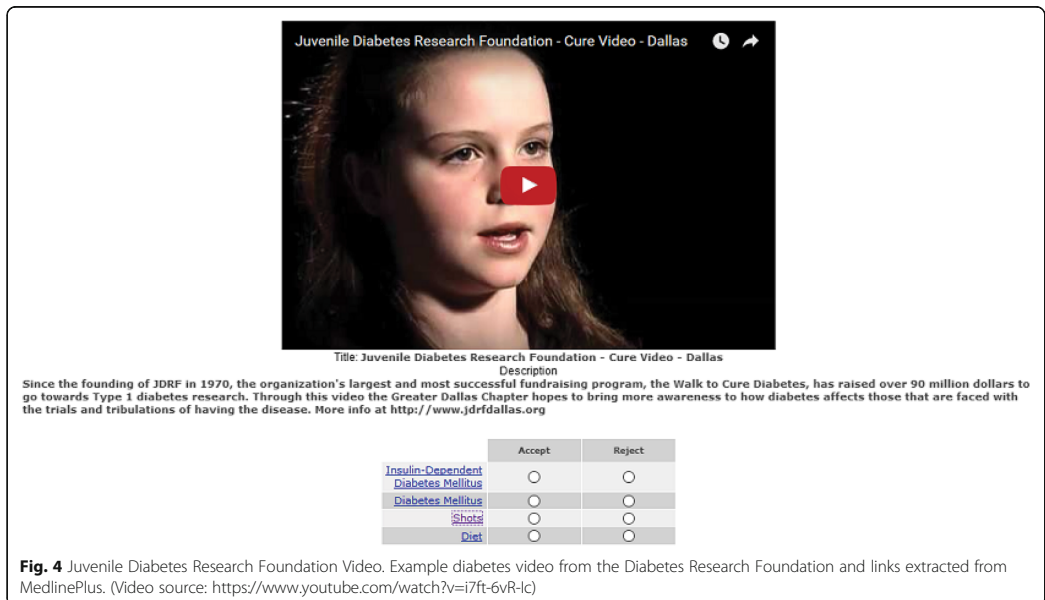 Juvenile Diabetes Research Foundation - Cure Video - Dallas
Title: Juvenile Diabetes Research Foundation - Cure Video - Dallas
Description
Since the founding of JDRF in 1970, the organization's largest and most successful fundraising program, the Walk to Cure Diabetes, has raised over 90 million dollars to
go towards Type 1 diabetes research. Through this video the Greater Dallas Chapter hopes to bring more awareness to how diabetes affects those that are faced with
the trials and tribulations of having the disease. More info at http://www.jdrfdallas.org
Accept Reject
Insulin-Dependent
Diabetes Mellitus
Diabetes Mellitus
Shots
Diet
Fig. 4 Juvenile Diabetes Research Foundation Video. Example diabetes video from the Diabetes Research Foundation and links extracted from
MedlinePlus. (Video source: https://www.youtube.com/watch?v=i7ft-6vR-lc)